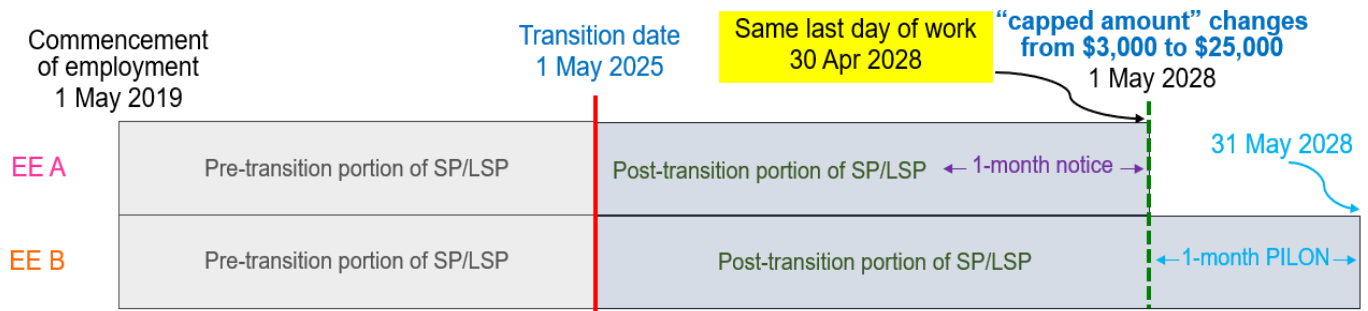 Commencement
of employment
1 May 2019
Transition date
1 May 2025
Same last day of work
30 Apr 2028
“capped amount” changes
from $3,000 to $25,000
1 May 2028
31 May 2028
EE A
Pre-transition portion of SP/LSP
Post-transition portion of SP/LSP
1-month notice
EE B
Pre-transition portion of SP/LSP
Post-transition portion of SP/LSP
1-month PILON